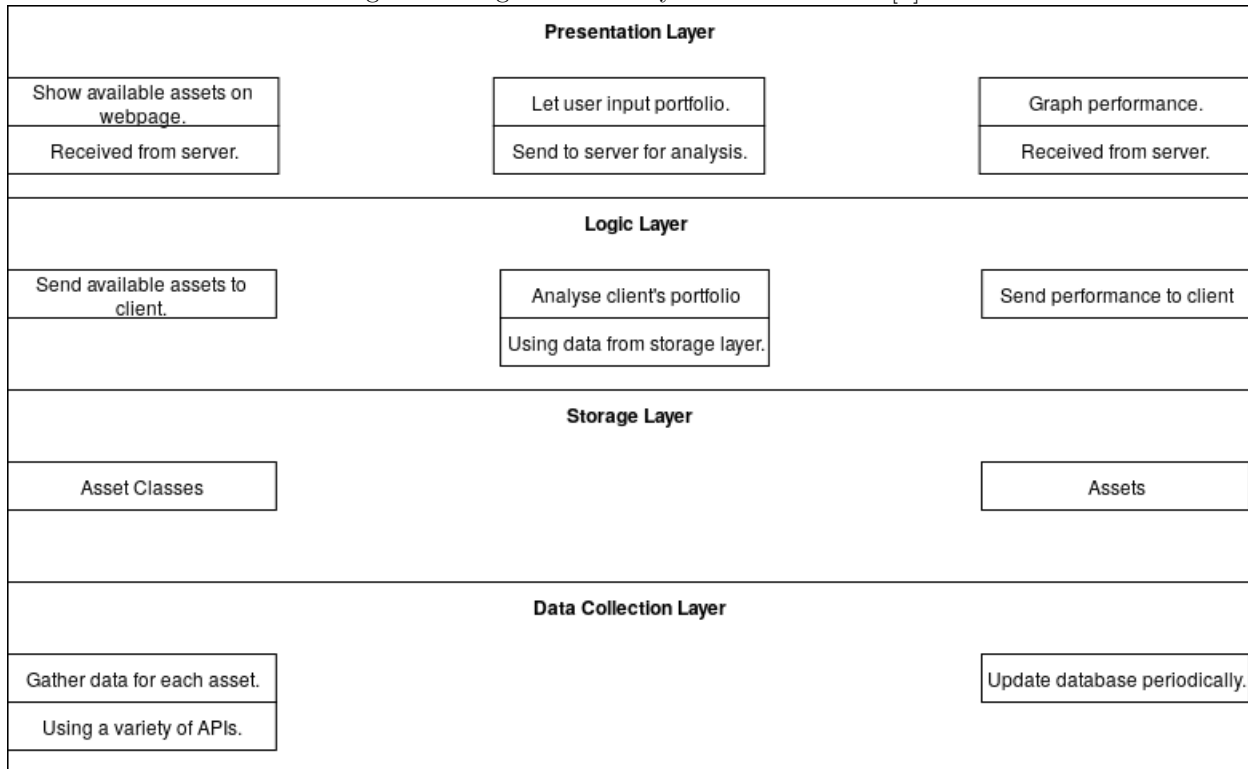 Presentation Layer
Show available assets on
webpage.
Let user input portfolio.
Graph performance.
Received from server.
Send to server for analysis.
Received from server.
Logic Layer
Send available assets to
client.
Analyse client's portfolio
Send performance to client
Using data from storage layer.
Storage Layer
Asset Classes
Assets
Data Collection Layer
Gather data for each asset.
Update database periodically.
Using a variety of APIs.